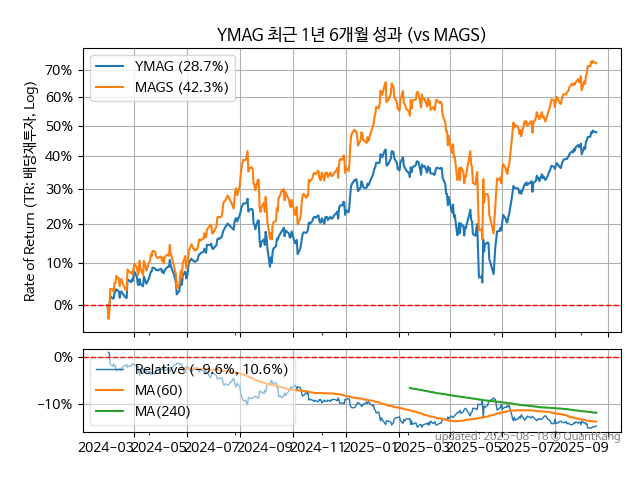 YMAG 최근 1년 6개월 성과 (vs MAGS)
Rate of Return (TR: 배당재투자, Log)
70%
60%
50%
40%
30%
20%
10%
0%
YMAG (28.7%)
MAGS (42.3%)
0%
−10%
Relative (−9.6%, 10.6%)
MA(60)
MA(240)
2024-03 2024-05 2024-07 2024-09 2024-11 2025-01 2025-03 2025-05 2025-07 2025-09
updated: 2025-08-18 © QuantKang